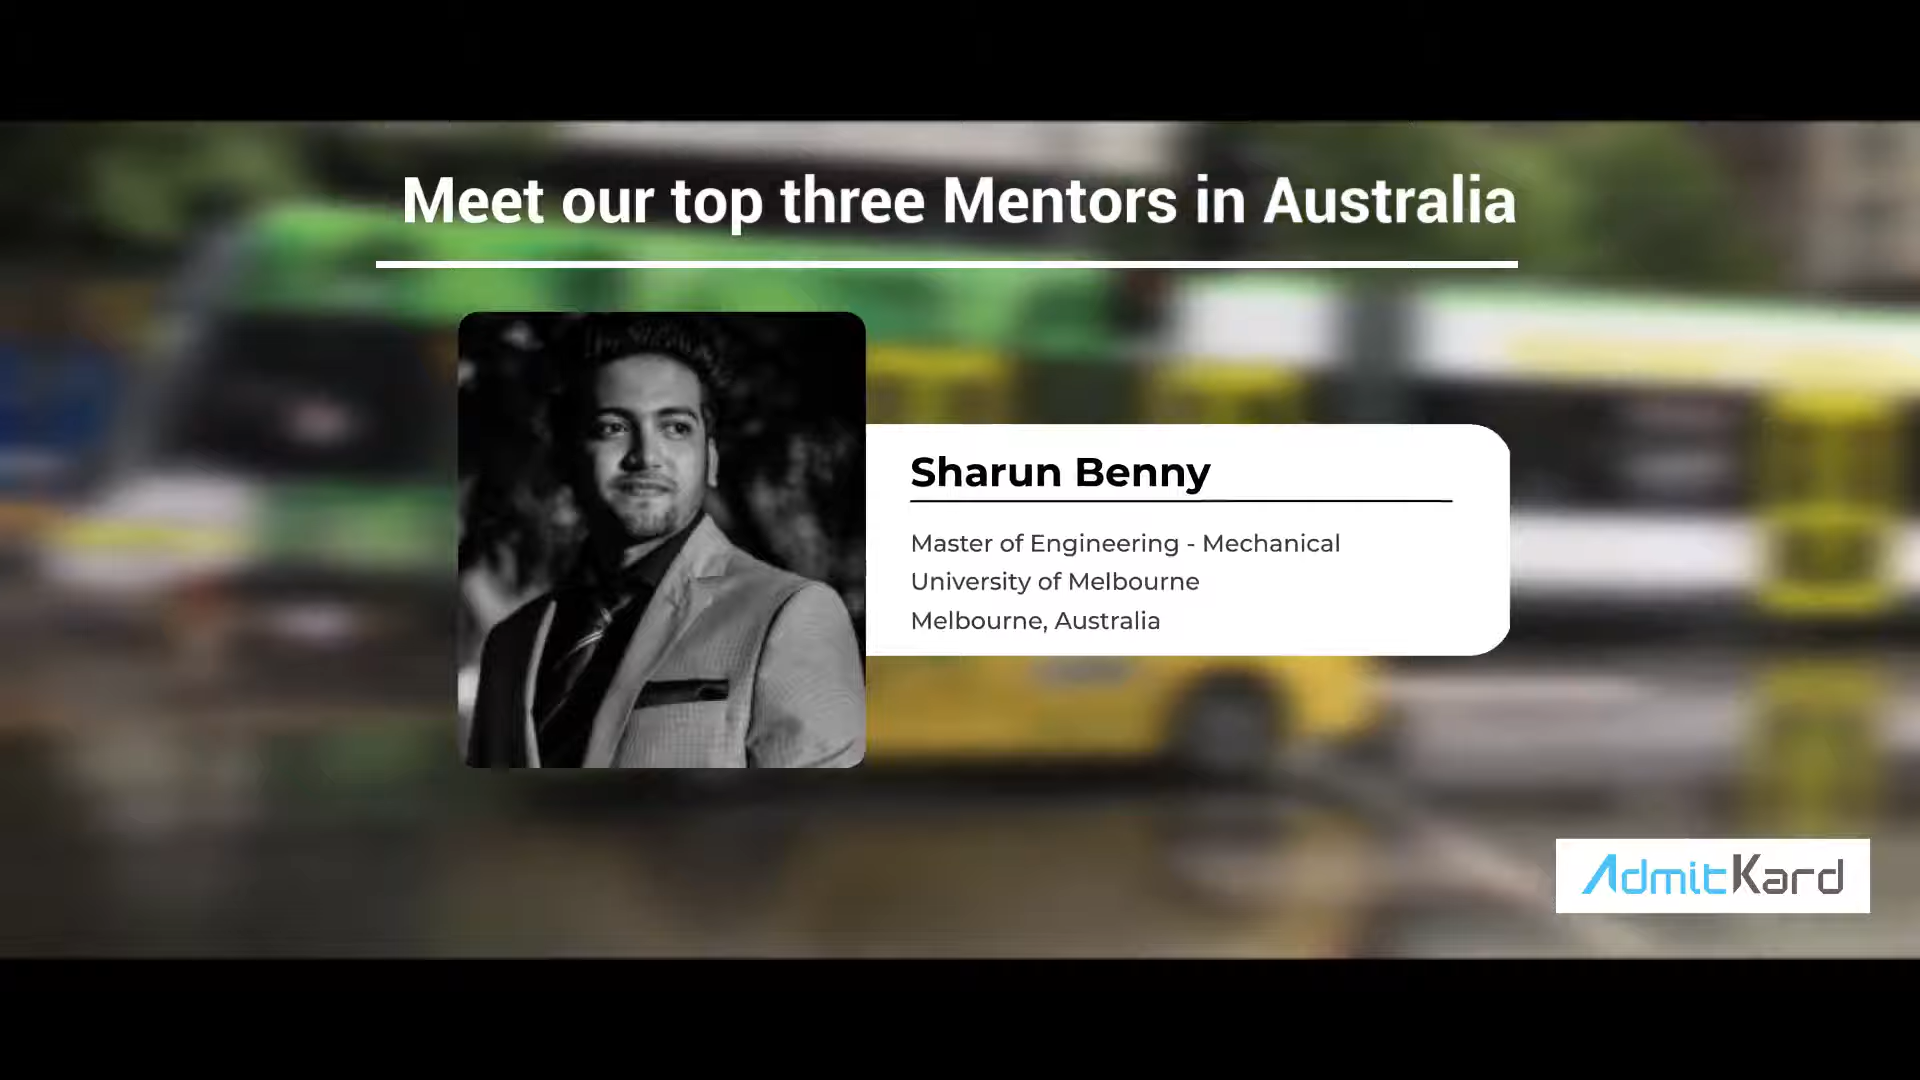 Meet our top three Mentors in Australia
Sharun Benny
Master of Engineering - Mechanical
University of Melbourne
Melbourne, Australia
AdmitKard